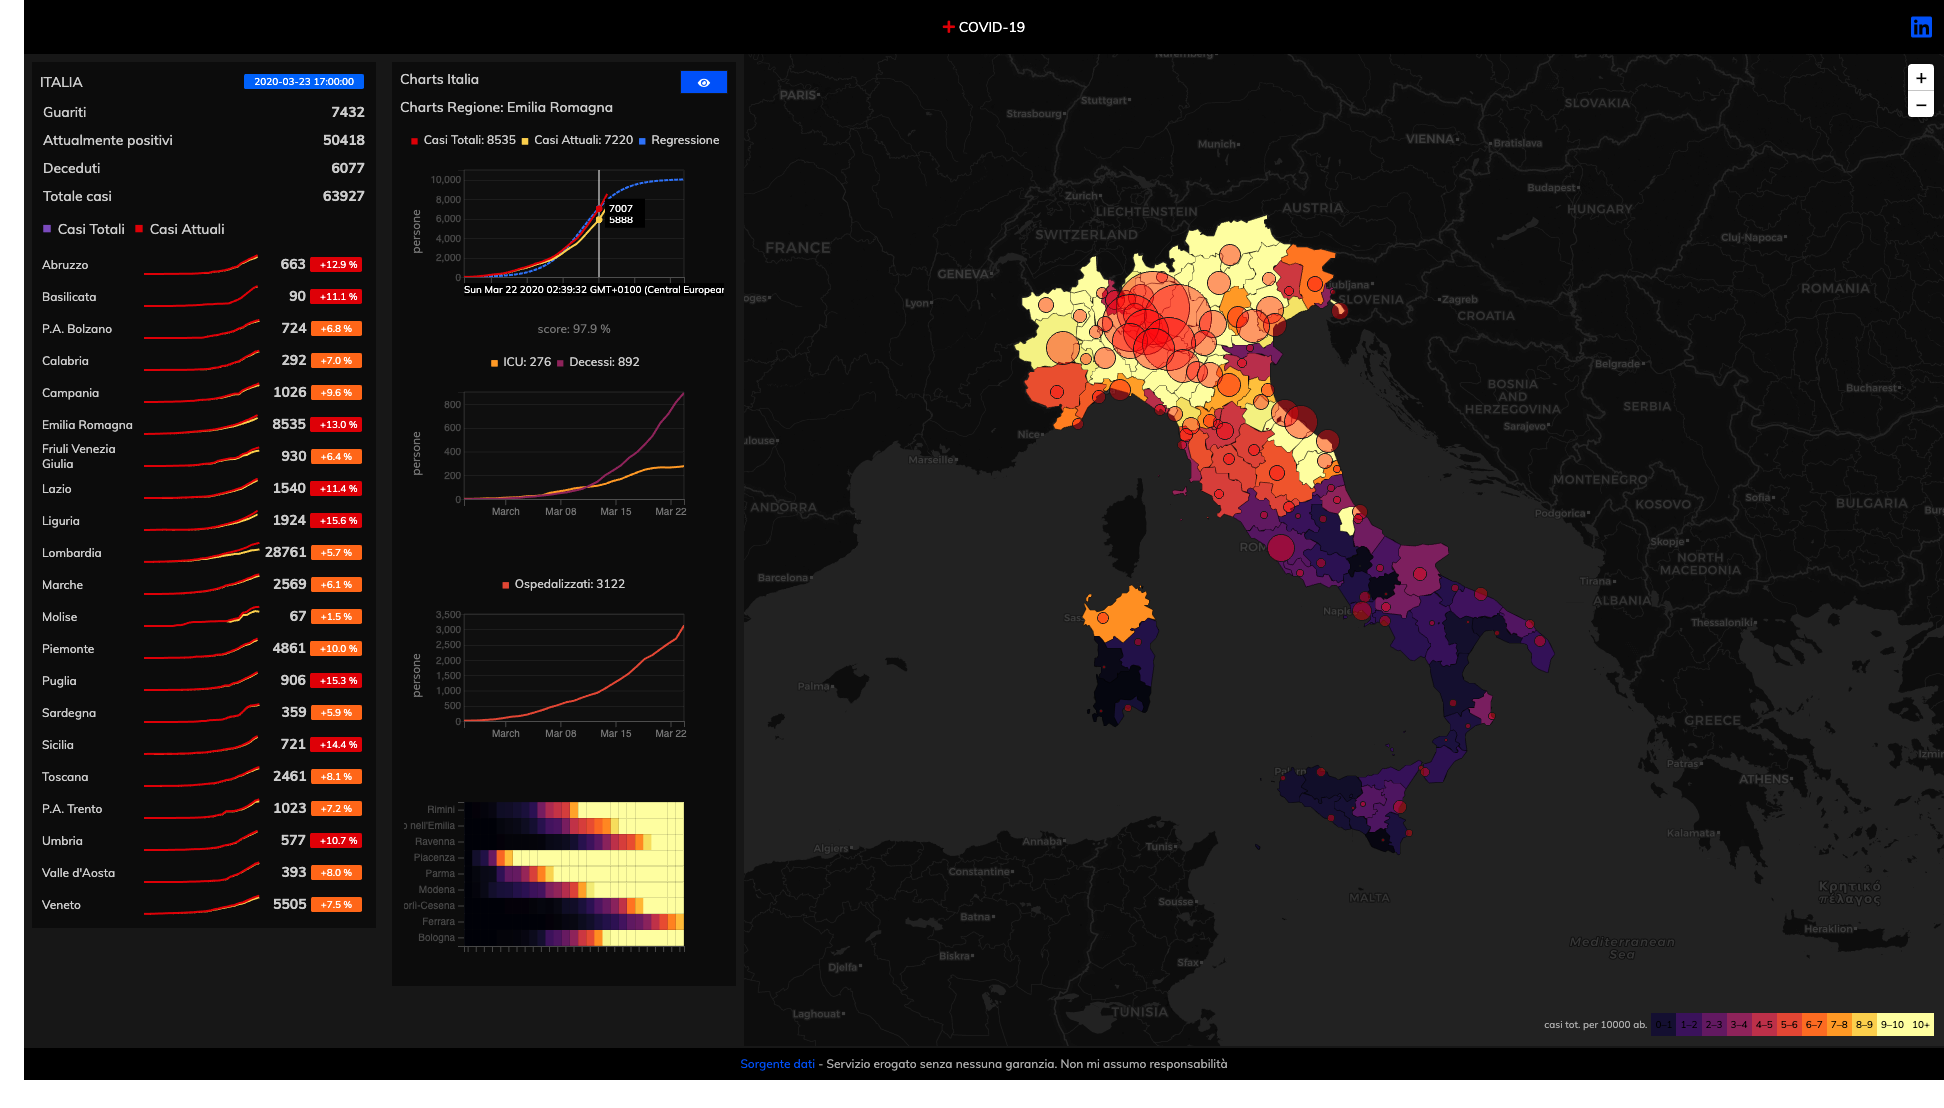 COVID-19
ITALIA
2020-03-23 17:00:00
Guariti 7432
Attualmente positivi 50418
Deceduti 6077
Totale casi 63927
Casi Totali Casi Attuali
Abruzzo 663 +12.9 %
Basilicata 90 +11.1 %
P.A. Bolzano 724 +6.8 %
Calabria 292 +7.0 %
Campania 1026 +9.6 %
Emilia Romagna 8535 +13.0 %
Friuli Venezia
Giulia 930 +6.4 %
Lazio 1540 +11.4 %
Liguria 1924 +15.6 %
Lombardia 28761 +5.7 %
Marche 2569 +6.1 %
Molise 67 +1.5 %
Piemonte 4861 +10.0 %
Puglia 906 +15.3 %
Sardegna 359 +5.9 %
Sicilia 721 +14.4 %
Toscana 2461 +8.1 %
P.A. Trento 1023 +7.2 %
Umbria 577 +10.7 %
Valle d'Aosta 393 +8.0 %
Veneto 5505 +7.5 %
Charts Italia
Charts Regione: Emilia Romagna
Casi Totali: 8535 Casi Attuali: 7220 Regressione
persone
10,000
8,000
6,000
4,000
2,000
0
7007
5888
Sun Mar 22 2020 02:39:32 GMT+0100 (Central European
score: 97.9 %
ICU: 276 Decessi: 892
persone
800
600
400
200
0
March Mar 08 Mar 15 Mar 22
Ospedalizzati: 3122
persone
3,500
3,000
2,500
2,000
1,500
1,000
500
0
March Mar 08 Mar 15 Mar 22
Rimini
nell'Emilia
Ravenna
Piacenza
Parma
Modena
orlì-Cesena
Ferrara
Bologna
+
−
PARIS
Stuttgart
Strasbourg
SLOVAKIA
VIENNA
Bratislava
Munich
Budapest
Zurich
LIECHTENSTEIN
AUSTRIA
HUNGARY
SWITZERLAND
FRANCE
Cluj-Napoca
GENEVA
ROMANIA
Lyon
SLOVENIA
Zagreb
CROATIA
Belgrade
BOSNIA
AND
HERZEGOVINA
Bucharest
SERBIA
Sarajevo
Nice
Marseille
MONTENEGRO
KOSOVO
Sofia
BULGARIA
ANDORRA
Podgorica
Skopje
NORTH
MACEDONIA
Barcelona
Tirana
ALBANIA
Thessaloniki
Palma
GREECE
Patras
ATHENS
Izmir
Kalamata
Algiers
Annaba
Tunis
Constantine
MALTA
Κρητικό
πέλαγος
Sousse
Batna
Heraklion
Mediterranean
Sea
Biskra
Sfax
Djelfa
Laghouat
TUNISIA
casi tot. per 10000 ab. 0–1 1–2 2–3 3–4 4–5 5–6 6–7 7–8 8–9 9–10 10+
Sorgente dati - Servizio erogato senza nessuna garanzia. Non mi assumo responsabilità